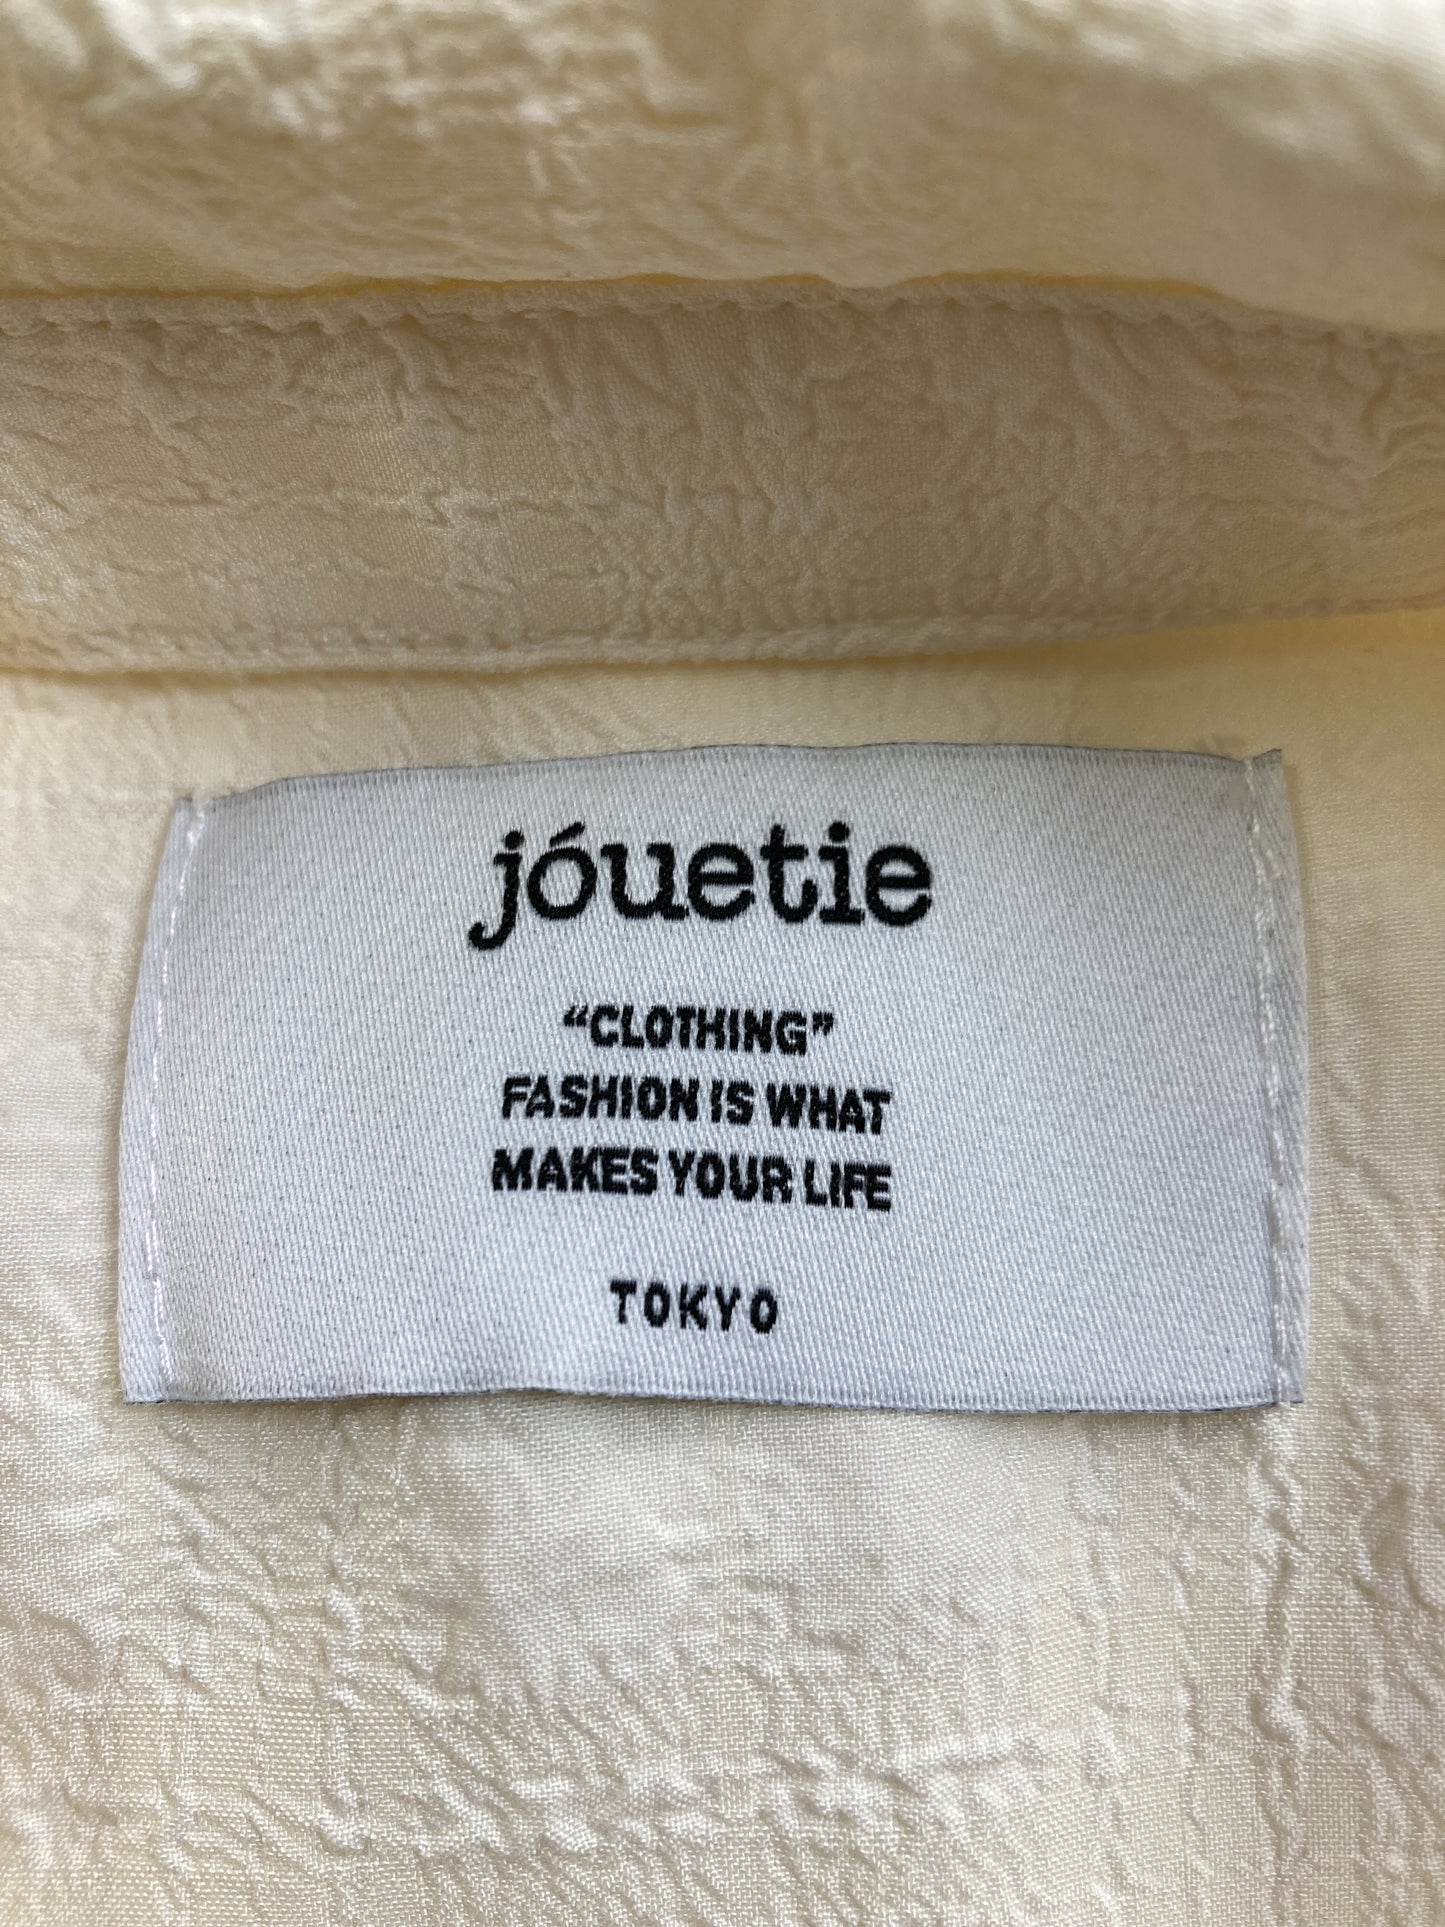 jóuetie
“CLOTHING”
FASHION IS WHAT
MAKES YOUR LIFE
TOKYO